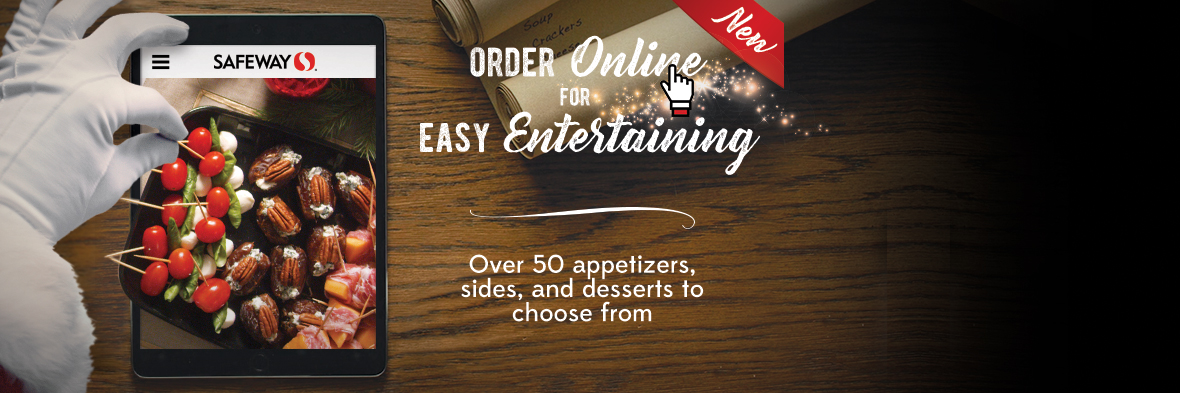 SAFEWAY
Soup
Crackers
New
ORDER Online
FOR
EASY Entertaining
Over 50 appetizers,
sides, and desserts to
choose from